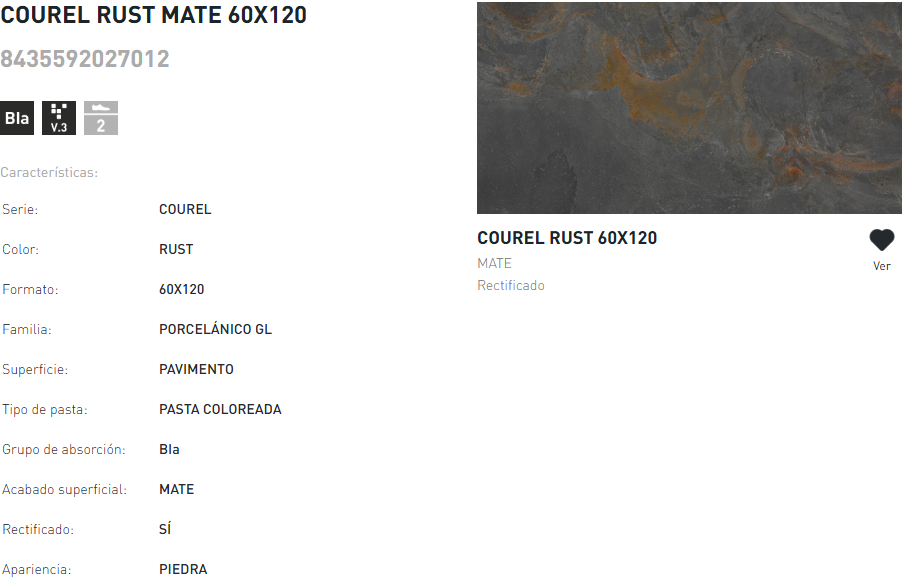 COUREL RUST MATE 60X120
8435592027012
BIa
V.3
2
Características:
Serie: COUREL
Color: RUST
Formato: 60X120
Familia: PORCELÁNICO GL
Superficie: PAVIMENTO
Tipo de pasta: PASTA COLOREADA
Grupo de absorción: BIa
Acabado superficial: MATE
Rectificado: SÍ
Apariencia: PIEDRA
COUREL RUST 60X120
MATE
Rectificado
Ver